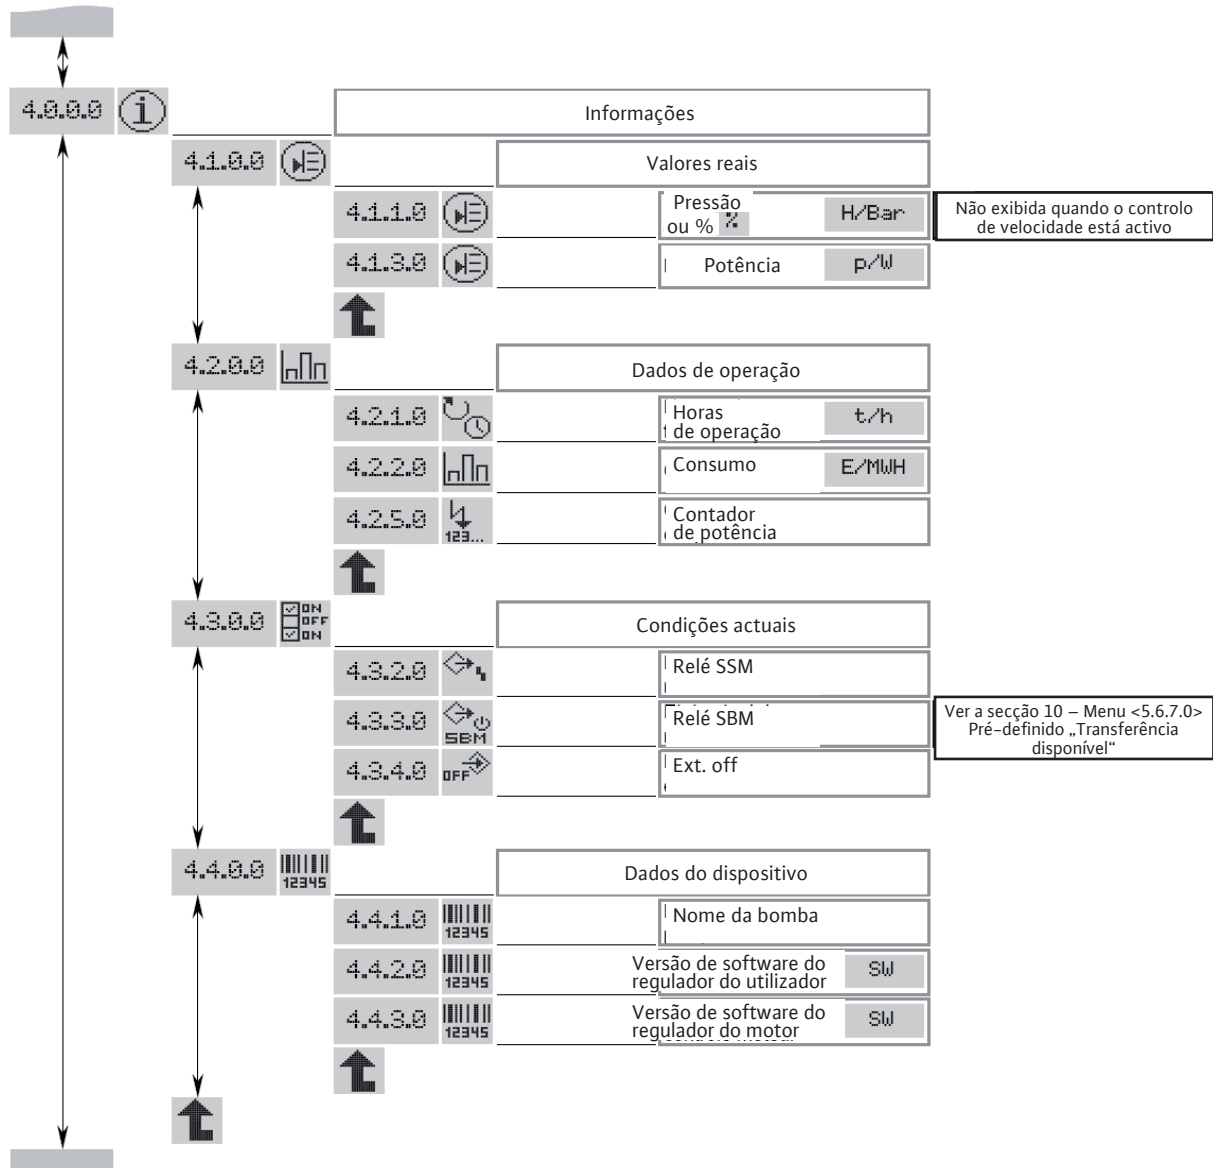 4.0.0.0 i Informações
4.1.0.0 Valores reais
4.1.1.0 Pressão
ou % % H/Bar
Não exibida quando o controlo
de velocidade está activo
4.1.3.0 Potência p/W
4.2.0.0 Dados de operação
4.2.1.0 Horas
de operação t/h
4.2.2.0 Consumo E/MWH
4.2.5.0 123... Contador
de potência
4.3.0.0 ON
OFF
ON
Condições actuais
4.3.2.0 Relé SSM
4.3.3.0 SBM Relé SBM
Ver a secção 10 – Menu <5.6.7.0>
Pré-definido „Transferência
disponível“
4.3.4.0 OFF Ext. off
4.4.0.0 12345 Dados do dispositivo
4.4.1.0 12345 Nome da bomba
4.4.2.0 12345 Versão de software do
regulador do utilizador SW
4.4.3.0 12345 Versão de software do
regulador do motor SW